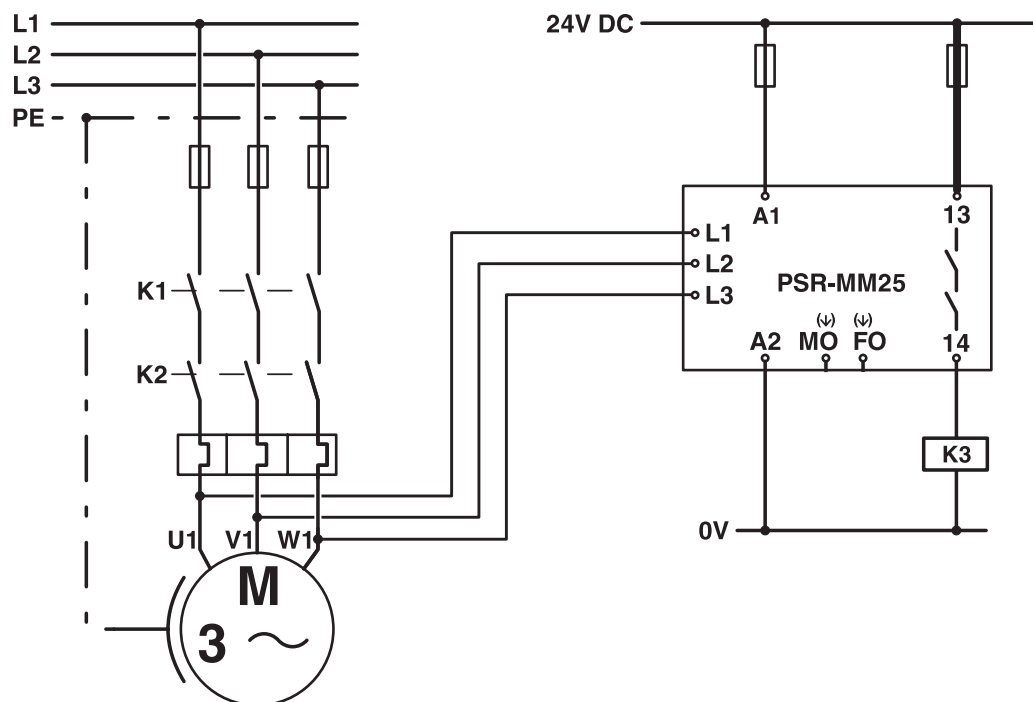 L1
L2
L3
PE
K1
K2
U1 V1 W1
M
3
24V DC
A1 13
L1
L2
L3
PSR-MM25
A2 MO FO 14
K3
0V